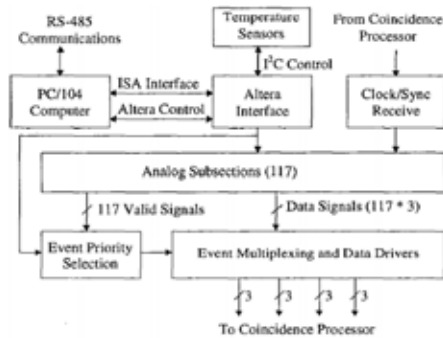 RS-485
Communications
Temperature
Sensors
From Coincidence
Processor
I²C Control
PC/104
Computer
ISA Interface
Altera Control
Altera
Interface
Clock/Sync
Receive
Analog Subsections (117)
117 Valid Signals
Data Signals (117 * 3)
Event Priority
Selection
Event Multiplexing and Data Drivers
3
3
3
3
To Coincidence Processor